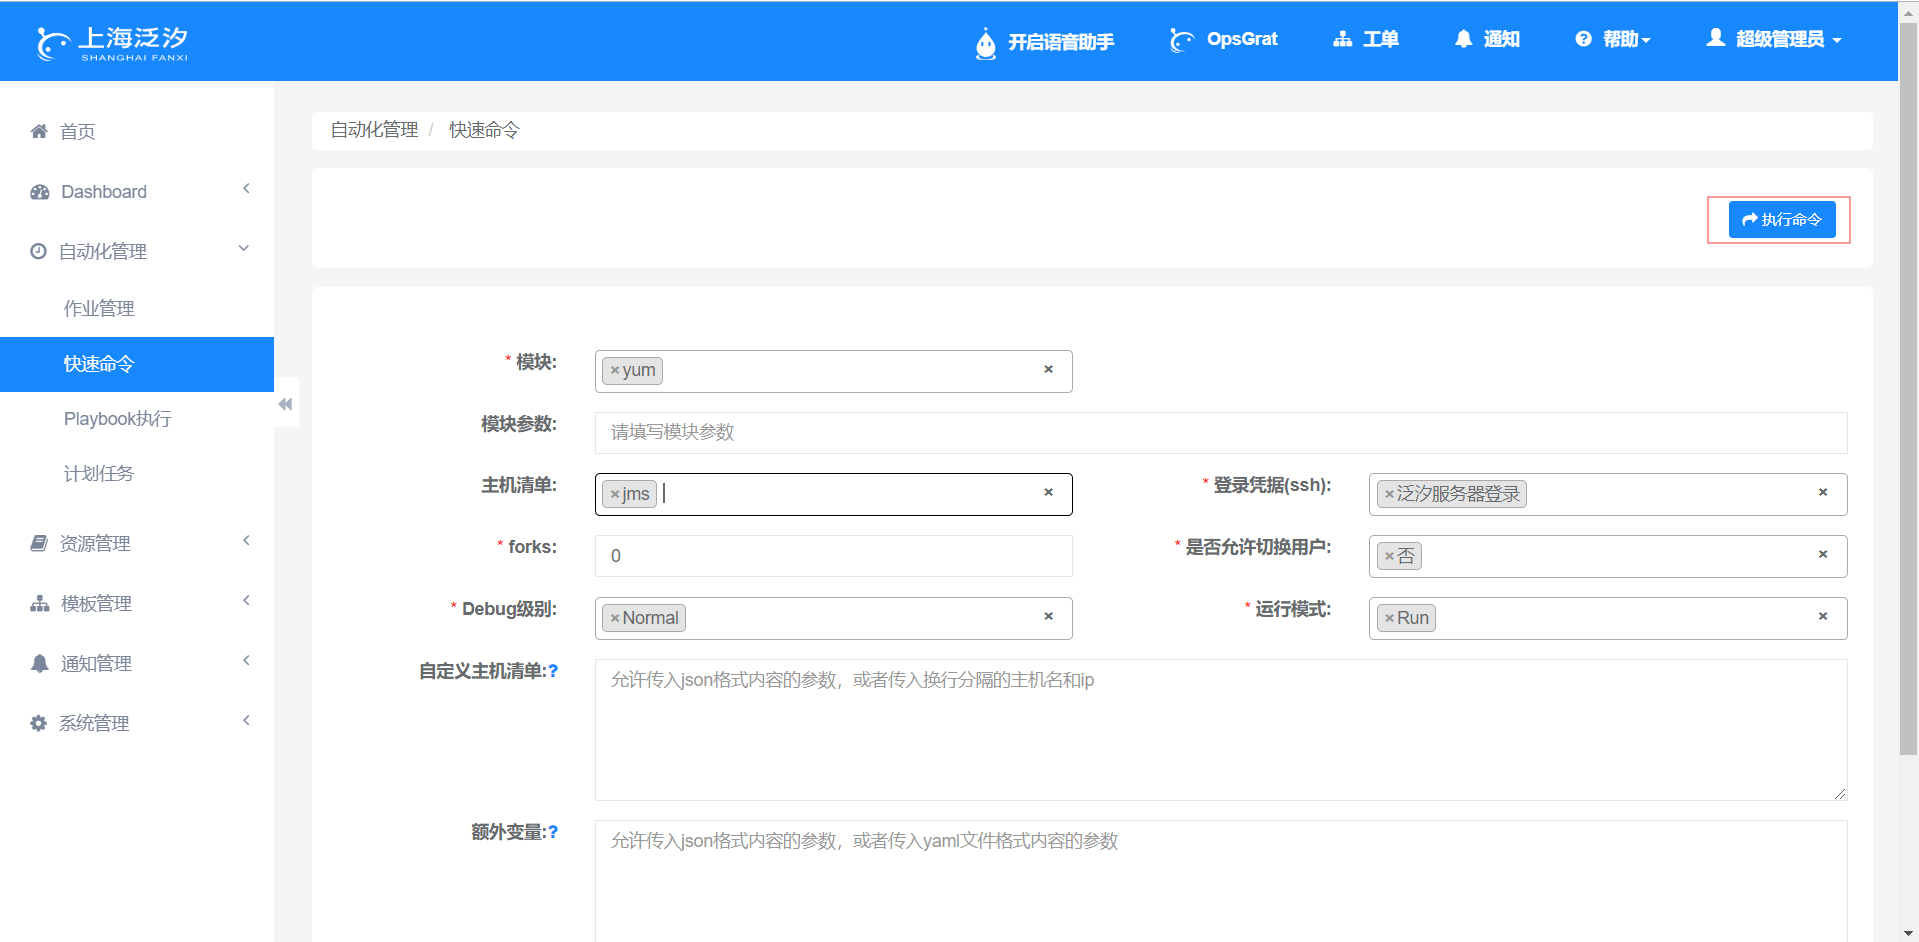 上海泛汐
SHANGHAI FANXI
开启语音助手
OpsGrat
工单
通知
帮助
超级管理员
首页
Dashboard
自动化管理
作业管理
快速命令
Playbook执行
计划任务
资源管理
模板管理
通知管理
系统管理
自动化管理 / 快速命令
执行命令
* 模块:
×yum ×
模块参数:
请填写模块参数
主机清单:
×jms ×
* 登录凭据(ssh):
×泛汐服务器登录 ×
* forks:
0
* 是否允许切换用户:
×否 ×
* Debug级别:
×Normal ×
* 运行模式:
×Run ×
自定义主机清单:?
允许传入json格式内容的参数，或者传入换行分隔的主机名和ip
额外变量:?
允许传入json格式内容的参数，或者传入yaml文件格式内容的参数